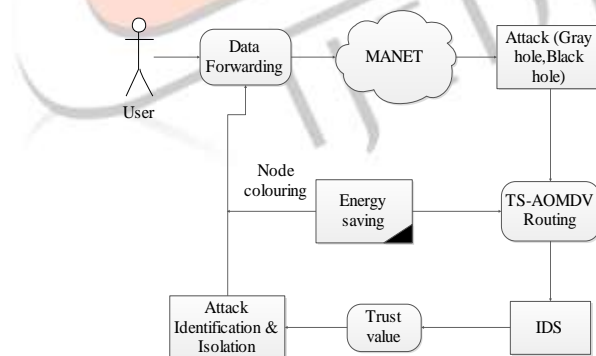 Data
Forwarding
MANET
Attack (Gray
hole,Black
hole)
User
Node
colouring
Energy
saving
TS-AOMDV
Routing
Attack
Identification &
Isolation
Trust
value
IDS